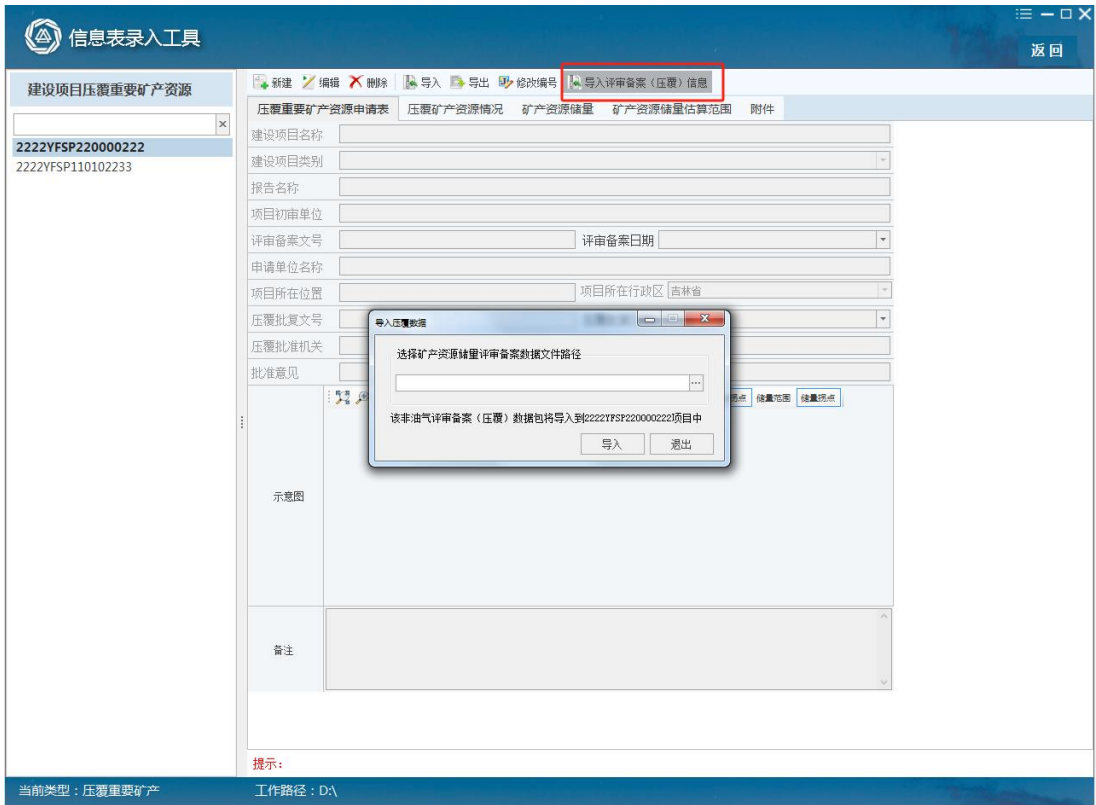 信息表录入工具
返回
建设项目压覆重要矿产资源
新建 编辑 删除 导入 导出 修改编号 导入评审备案（压覆）信息
压覆重要矿产资源申请表 压覆矿产资源情况 矿产资源储量 矿产资源储量估算范围 附件
2222YFSP220000222
2222YFSP110102233
建设项目名称
建设项目类别
报告名称
项目初审单位
评审备案文号 评审备案日期
申请单位名称
项目所在位置 项目所在行政区 吉林省
压覆批复文号
压覆批准机关
批准意见
导入压覆数据
选择矿产资源储量评审备案数据文件路径
...
该非油气评审备案（压覆）数据包将导入到2222YFSP220000222项目中
导入 退出
拐点 储量范围 储量拐点
示意图
备注
提示：
当前类型：压覆重要矿产 工作路径：D:\